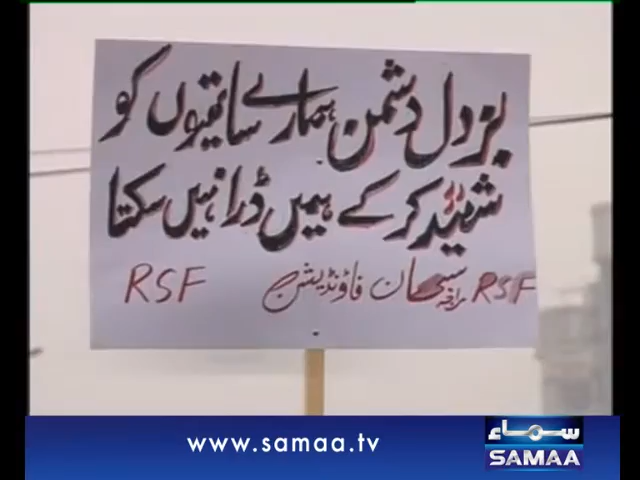 بزدل دشمن ہمارے ساتھیوں کو
شہید کر کے ہمیں ڈرا نہیں سکتا
RSF راجہ سبحان فاؤنڈیشن RSF
www.samaa.tv
سماء
SAMAA